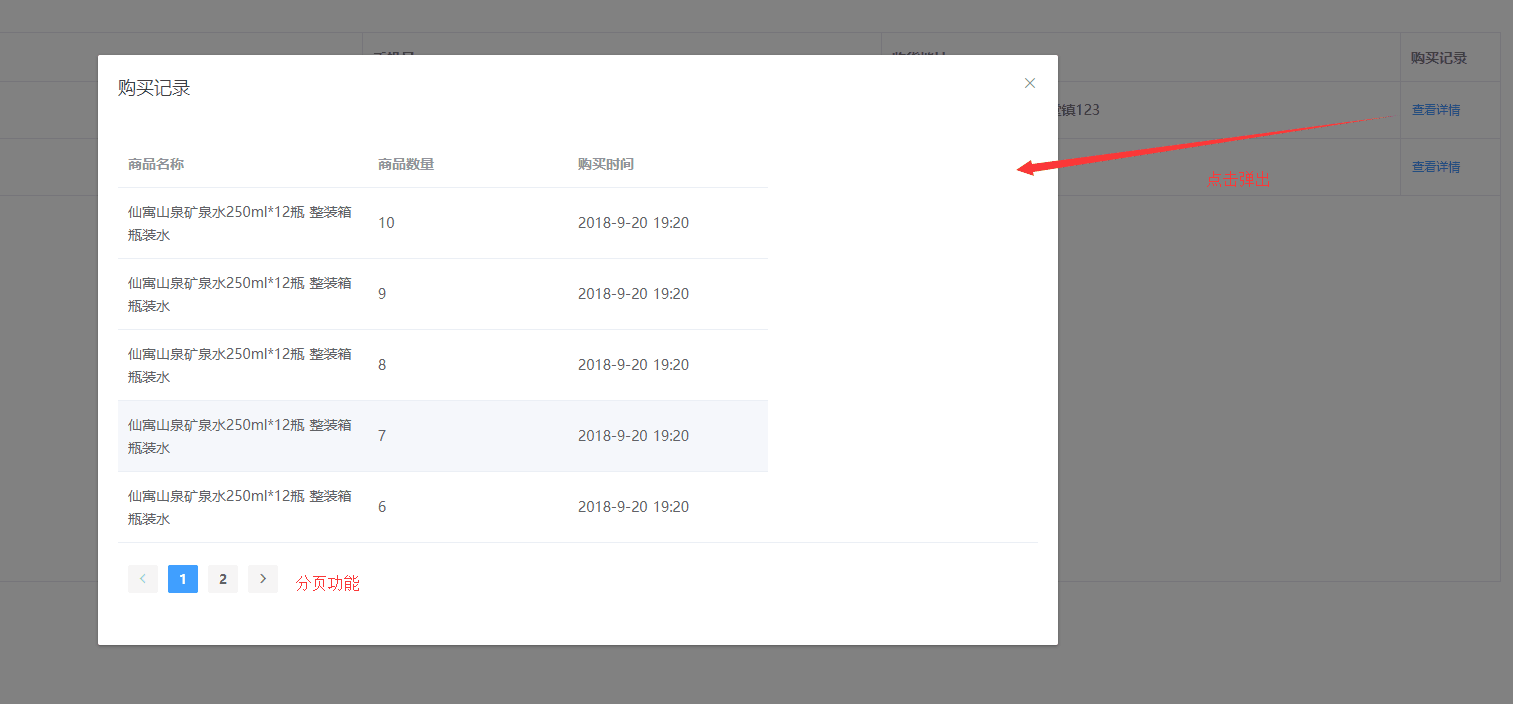 购买记录
购买记录
镇123
查看详情
点击弹出
查看详情
商品名称 商品数量 购买时间
仙寓山泉矿泉水250ml*12瓶 整装箱
瓶装水
10
2018-9-20 19:20
仙寓山泉矿泉水250ml*12瓶 整装箱
瓶装水
9
2018-9-20 19:20
仙寓山泉矿泉水250ml*12瓶 整装箱
瓶装水
8
2018-9-20 19:20
仙寓山泉矿泉水250ml*12瓶 整装箱
瓶装水
7
2018-9-20 19:20
仙寓山泉矿泉水250ml*12瓶 整装箱
瓶装水
6
2018-9-20 19:20
1 2
分页功能